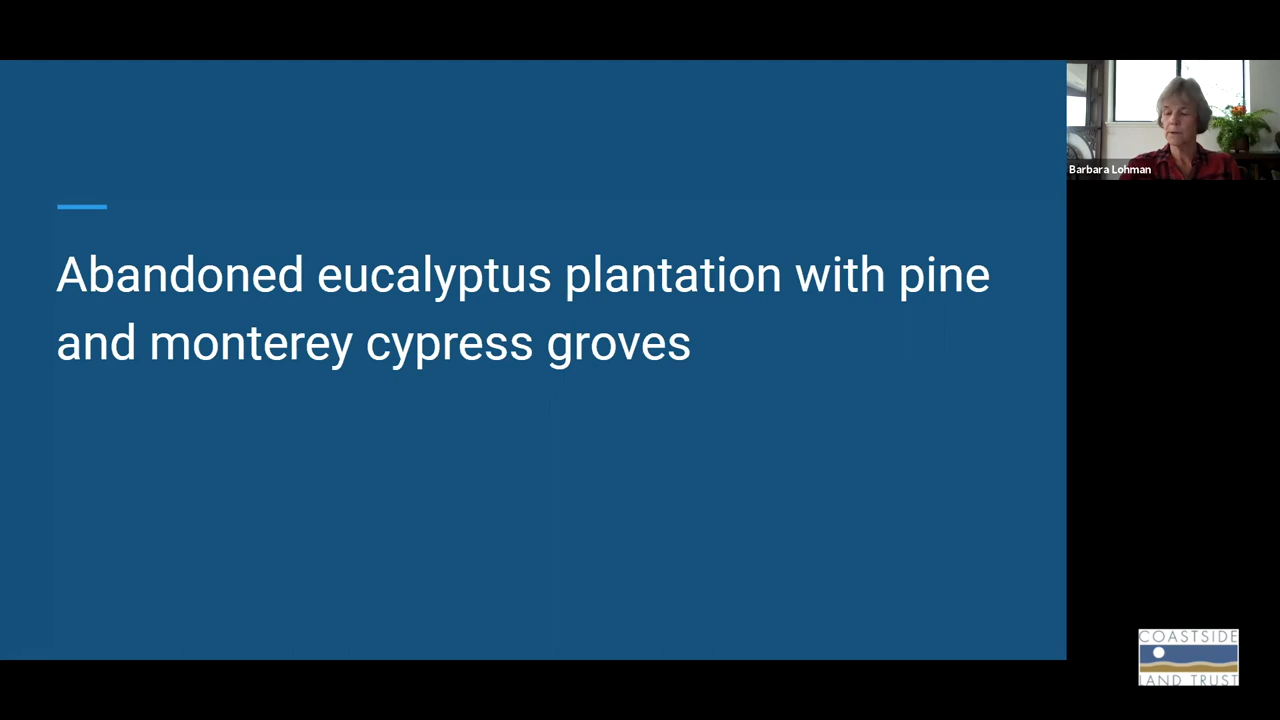 Abandoned eucalyptus plantation with pine
and monterey cypress groves
Barbara Lohman
COASTSIDE
LAND TRUST